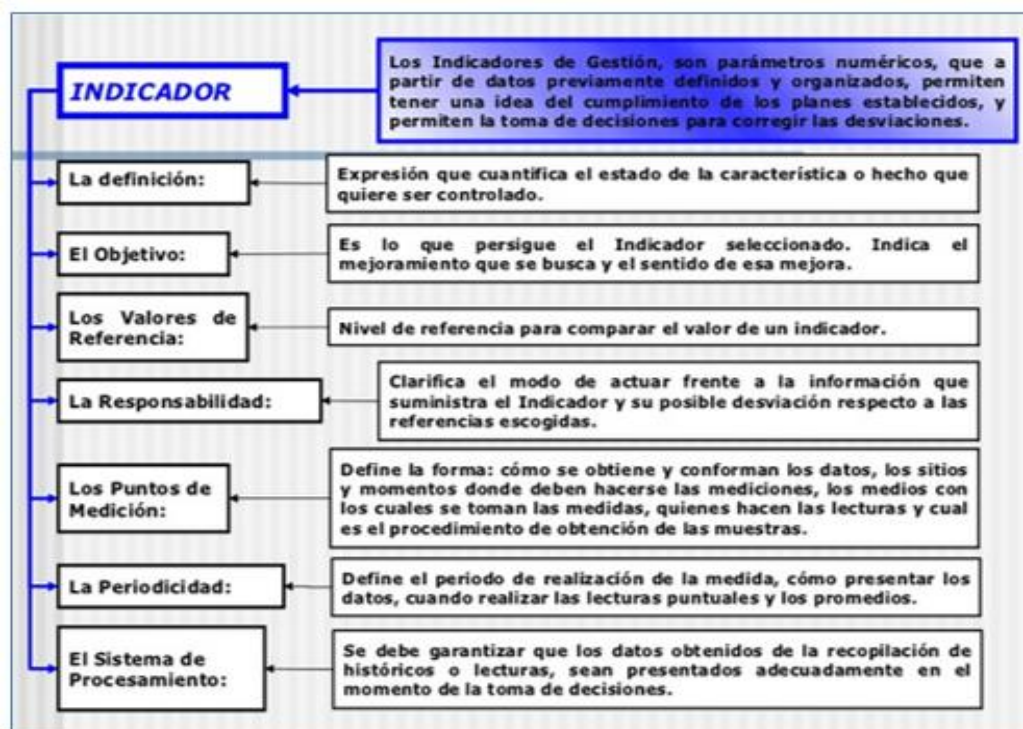 INDICADOR
Los Indicadores de Gestión, son parámetros numéricos, que a
partir de datos previamente definidos y organizados, permiten
tener una idea del cumplimiento de los planes establecidos, y
permiten la toma de decisiones para corregir las desviaciones.
La definición:
Expresión que cuantifica el estado de la característica o hecho que
quiere ser controlado.
El Objetivo:
Es lo que persigue el Indicador seleccionado. Indica el
mejoramiento que se busca y el sentido de esa mejora.
Los Valores de
Referencia:
Nivel de referencia para comparar el valor de un indicador.
La Responsabilidad:
Clarifica el modo de actuar frente a la información que
suministra el Indicador y su posible desviación respecto a las
referencias escogidas.
Los Puntos de
Medición:
Define la forma: cómo se obtiene y conforman los datos, los sitios
y momentos donde deben hacerse las mediciones, los medios con
los cuales se toman las medidas, quienes hacen las lecturas y cual
es el procedimiento de obtención de las muestras.
La Periodicidad:
Define el periodo de realización de la medida, cómo presentar los
datos, cuando realizar las lecturas puntuales y los promedios.
El Sistema de
Procesamiento:
Se debe garantizar que los datos obtenidos de la recopilación de
históricos o lecturas, sean presentados adecuadamente en el
momento de la toma de decisiones.